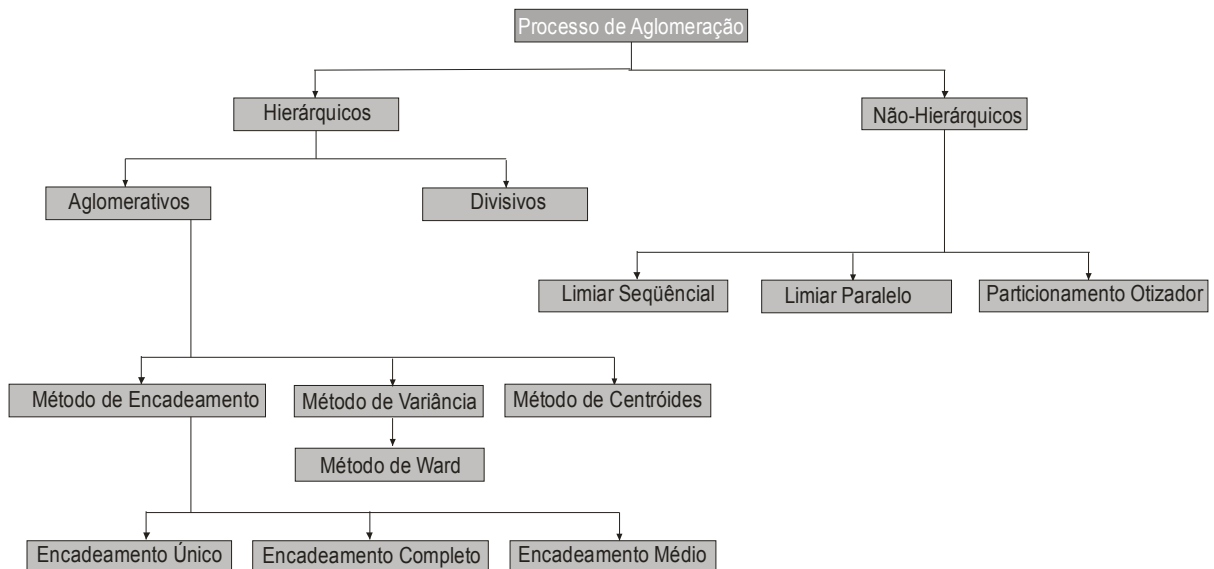 Processo de Aglomeração
Hierárquicos
Não-Hierárquicos
Aglomerativos
Divisivos
Limiar Seqüêncial
Limiar Paralelo
Particionamento Otizador
Método de Encadeamento
Método de Variância
Método de Centróides
Método de Ward
Encadeamento Único
Encadeamento Completo
Encadeamento Médio